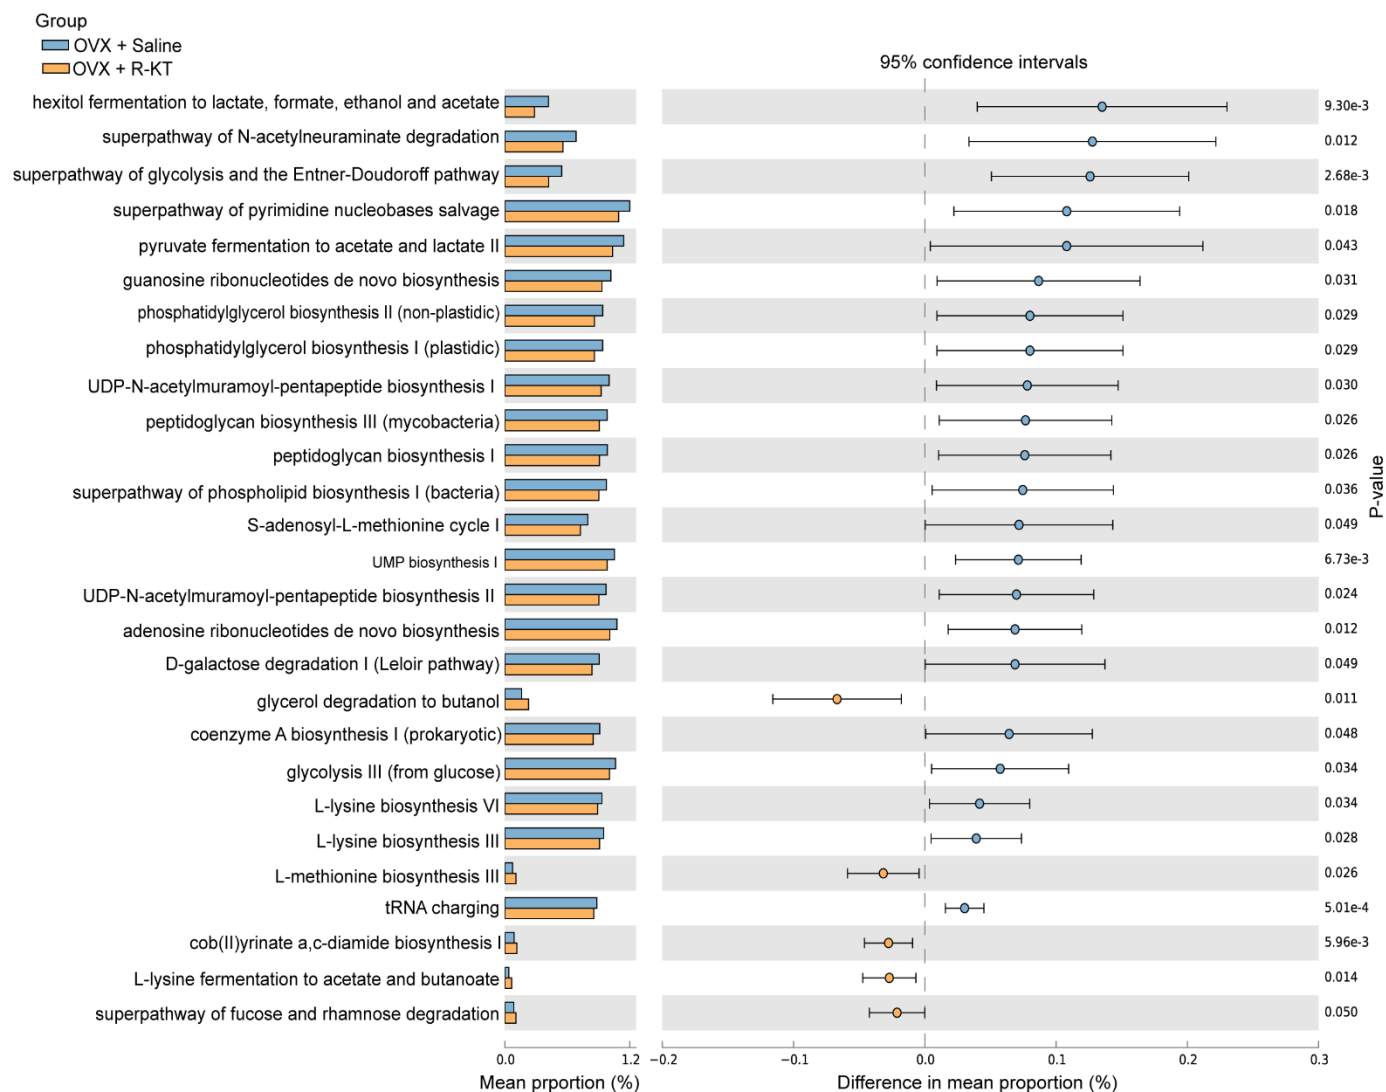 Group
OVX + Saline
OVX + R-KT
95% confidence intervals
hexitol fermentation to lactate, formate, ethanol and acetate 9.30e-3
superpathway of N-acetylneuraminate degradation 0.012
superpathway of glycolysis and the Entner-Doudoroff pathway 2.68e-3
superpathway of pyrimidine nucleobases salvage 0.018
pyruvate fermentation to acetate and lactate II 0.043
guanosine ribonucleotides de novo biosynthesis 0.031
phosphatidylglycerol biosynthesis II (non-plastidic) 0.029
phosphatidylglycerol biosynthesis I (plastidic) 0.029
UDP-N-acetylmuramoyl-pentapeptide biosynthesis I 0.030
peptidoglycan biosynthesis III (mycobacteria) 0.026
peptidoglycan biosynthesis I 0.026
superpathway of phospholipid biosynthesis I (bacteria) 0.036
S-adenosyl-L-methionine cycle I 0.049
UMP biosynthesis I 6.73e-3
UDP-N-acetylmuramoyl-pentapeptide biosynthesis II 0.024
adenosine ribonucleotides de novo biosynthesis 0.012
D-galactose degradation I (Leloir pathway) 0.049
glycerol degradation to butanol 0.011
coenzyme A biosynthesis I (prokaryotic) 0.048
glycolysis III (from glucose) 0.034
L-lysine biosynthesis VI 0.034
L-lysine biosynthesis III 0.028
L-methionine biosynthesis III 0.026
tRNA charging 5.01e-4
cob(II)yrinate a,c-diamide biosynthesis I 5.96e-3
L-lysine fermentation to acetate and butanoate 0.014
superpathway of fucose and rhamnose degradation 0.050
P-value
0.0 1.2 −0.2 −0.1 0.0 0.1 0.2 0.3
Mean prportion (%) Difference in mean proportion (%)